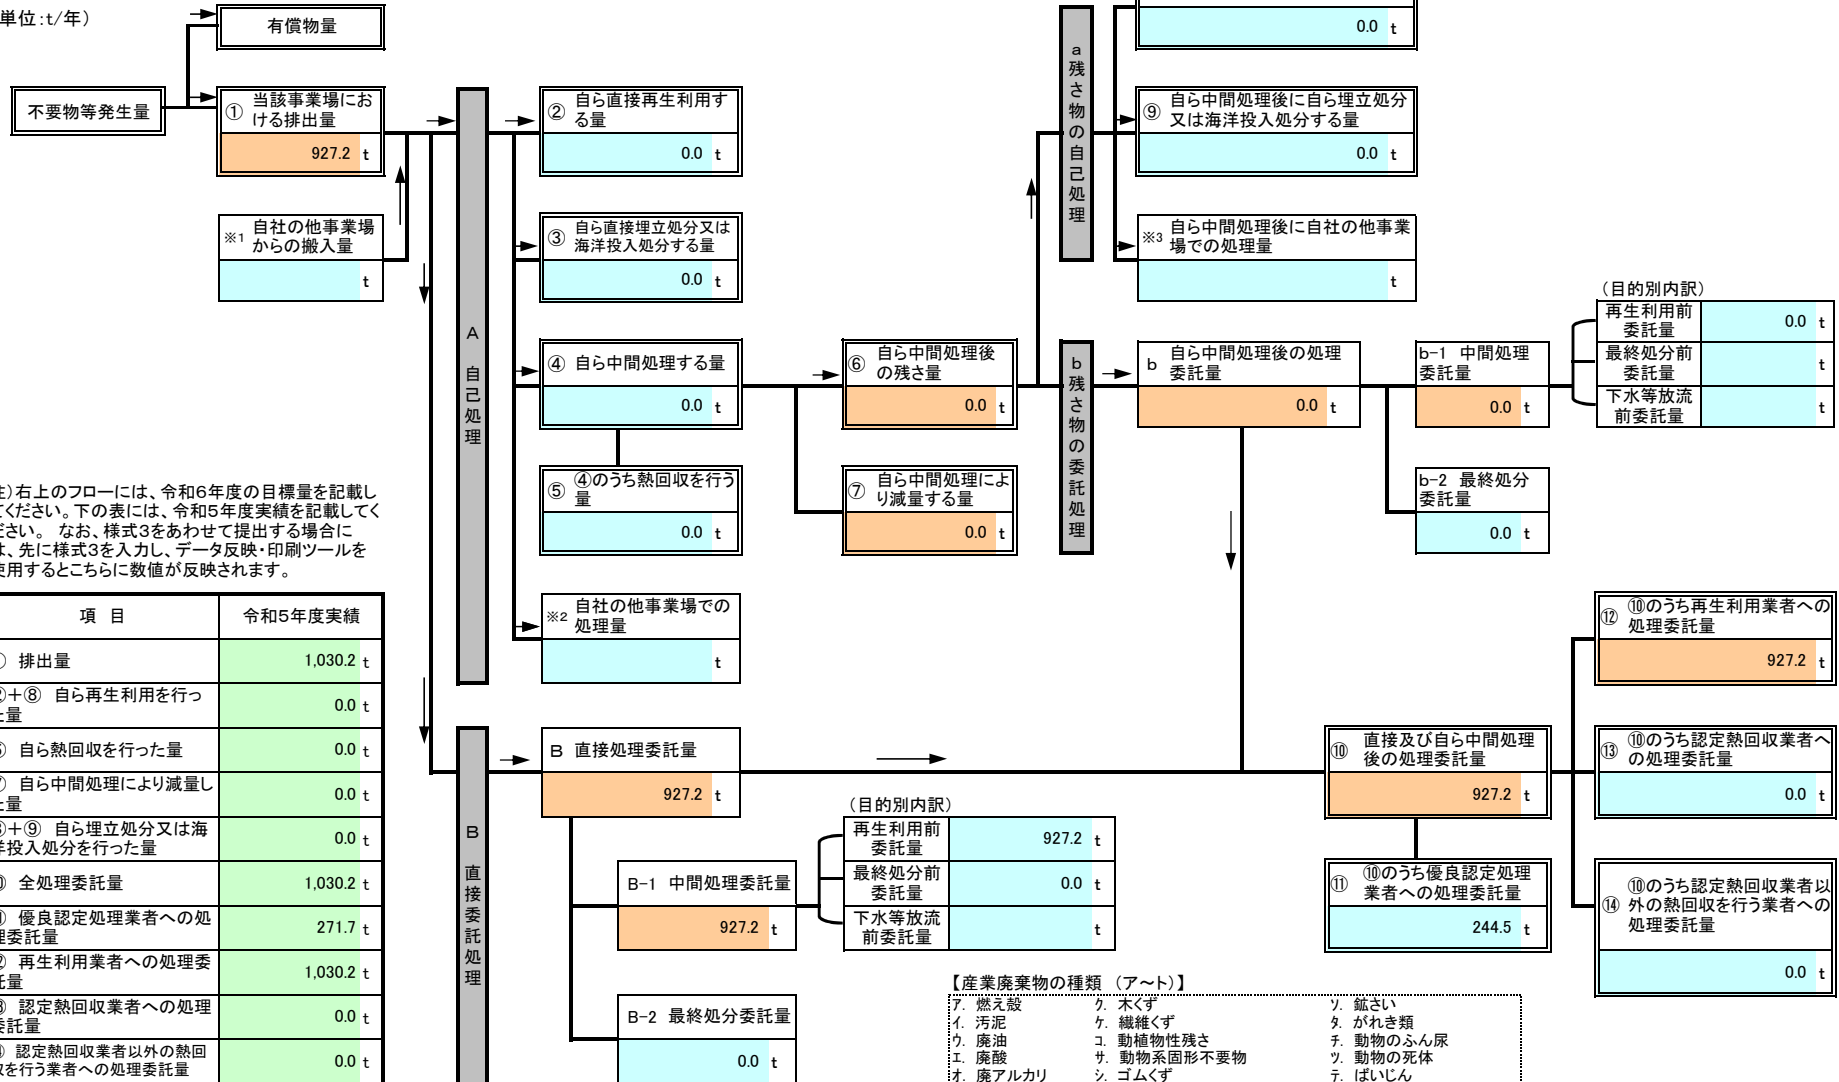 単位:t/年）
有償物量
不要物等発生量
① 当該事業場にお
ける排出量
927.2 t
※1 自社の他事業場
からの搬入量
t
A 自己処理
② 自ら直接再生利用す
る量
0.0 t
③ 自ら直接埋立処分又は
海洋投入処分する量
0.0 t
④ 自ら中間処理する量
0.0 t
⑤ ④のうち熱回収を行う
量
0.0 t
※2 自社の他事業場での
処理量
t
⑥ 自ら中間処理後
の残さ量
0.0 t
⑦ 自ら中間処理によ
り減量する量
0.0 t
a 残さ物の自己処理
0.0 t
⑨ 自ら中間処理後に自ら埋立処分
又は海洋投入処分する量
0.0 t
※3 自ら中間処理後に自社の他事業
場での処理量
t
b 残さ物の委託処理
b 自ら中間処理後の処理
委託量
0.0 t
b-1 中間処理
委託量
0.0 t
b-2 最終処分
委託量
0.0 t
（目的別内訳）
再生利用前
委託量
0.0 t
最終処分前
委託量
t
下水等放流
前委託量
t
)右上のフローには、令和6年度の目標量を記載し
ください。下の表には、令和5年度実績を記載してく
さい。 なお、様式3をあわせて提出する場合に
、先に様式3を入力し、データ反映・印刷ツールを
用するとこちらに数値が反映されます。
項 目 令和5年度実績
排出量 1,030.2 t
＋⑧ 自ら再生利用を行っ
量
0.0 t
自ら熱回収を行った量 0.0 t
自ら中間処理により減量し
量
0.0 t
＋⑨ 自ら埋立処分又は海
投入処分を行った量
0.0 t
全処理委託量 1,030.2 t
優良認定処理業者への処
委託量
271.7 t
再生利用業者への処理委
量
1,030.2 t
認定熱回収業者への処理
託量
0.0 t
認定熱回収業者以外の熱回
を行う業者への処理委託量
0.0 t
B 直接委託処理
B 直接処理委託量
927.2 t
B-1 中間処理委託量
927.2 t
B-2 最終処分委託量
0.0 t
（目的別内訳）
再生利用前
委託量
927.2 t
最終処分前
委託量
0.0 t
下水等放流
前委託量
t
⑩ 直接及び自ら中間処理
後の処理委託量
927.2 t
⑪ ⑩のうち優良認定処理
業者への処理委託量
244.5 t
⑫ ⑩のうち再生利用業者への
処理委託量
927.2 t
⑬ ⑩のうち認定熱回収業者へ
の処理委託量
0.0 t
⑭ ⑩のうち認定熱回収業者以
外の熱回収を行う業者への
処理委託量
0.0 t
【産業廃棄物の種類 （ア～ト）】
ア. 燃え殻 ク. 木くず ソ. 鉱さい
イ. 汚泥 ケ. 繊維くず タ. がれき類
ウ. 廃油 コ. 動植物性残さ チ. 動物のふん尿
エ. 廃酸 サ. 動物系固形不要物 ツ. 動物の死体
オ. 廃アルカリ シ. ゴムくず テ. ばいじん